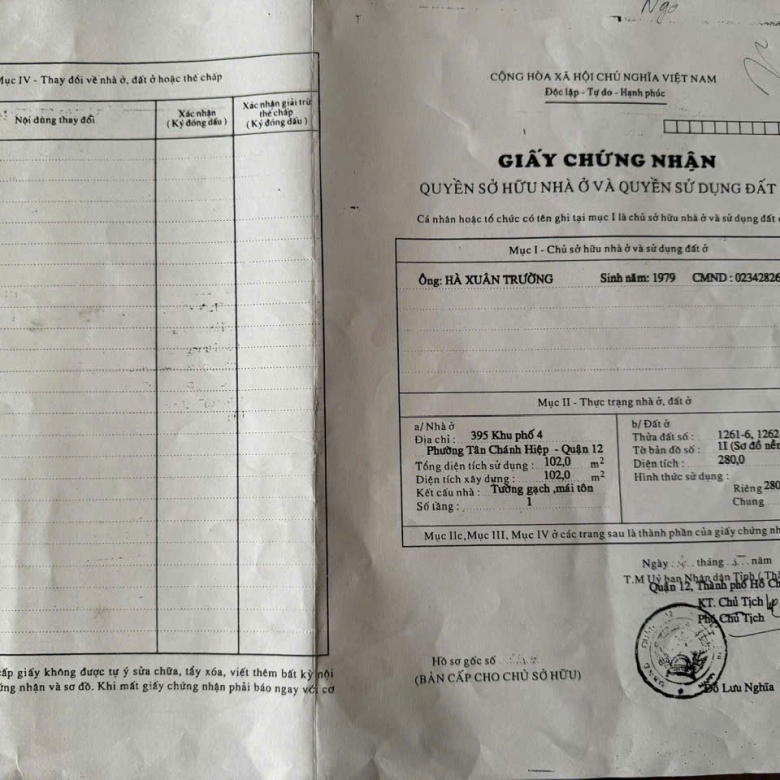 Mục IV - Thay đổi về nhà ở, đất ở hoặc thế chấp
Nội dung thay đổi
Xác nhận
(Ký đóng dấu)
Xác nhận giải trừ
thế chấp
(Ký đóng dấu)
cấp giấy không được tự ý sửa chữa, tẩy xóa, viết thêm bất kỳ nội
ứng nhận và sơ đồ. Khi mất giấy chứng nhận phải báo ngay với cơ
CỘNG HÒA XÃ HỘI CHỦ NGHĨA VIỆT NAM
Độc lập - Tự do - Hạnh phúc
GIẤY CHỨNG NHẬN
QUYỀN SỞ HỮU NHÀ Ở VÀ QUYỀN SỬ DỤNG ĐẤT
Cá nhân hoặc tổ chức có tên ghi tại mục I là chủ sở hữu nhà ở và sử dụng đất
Mục I - Chủ sở hữu nhà ở và sử dụng đất ở
Ông: HÀ XUÂN TRƯỜNG Sinh năm: 1979 CMND : 02342826
Mục II - Thực trạng nhà ở, đất ở
a/ Nhà ở
Địa chỉ : 395 Khu phố 4
Phường Tân Chánh Hiệp - Quận 12
Tổng diện tích sử dụng : 102,0 m2
Diện tích xây dựng : 102,0 m2
Kết cấu nhà : Tường gạch ,mái tôn
Số tầng : 1
b/ Đất ở
Thửa đất số : 1261-6, 1262
Tờ bản đồ số : 1I (Sơ đồ nền
Diện tích : 280,0
Hình thức sử dụng :
Riêng 280
Chung
Mục IIc,Mục III, Mục IV ở các trang sau là thành phần của giấy chứng nh
Ngày tháng năm
T.M Uỷ ban Nhân dân Tỉnh ( Th
Quận 12, Thành phố Hồ Ch
KT. Chủ Tịch
Phó Chủ Tịch
Hồ sơ gốc số
(BẢN CẤP CHO CHỦ SỞ HỮU)
Đỗ Lưu Nghĩa